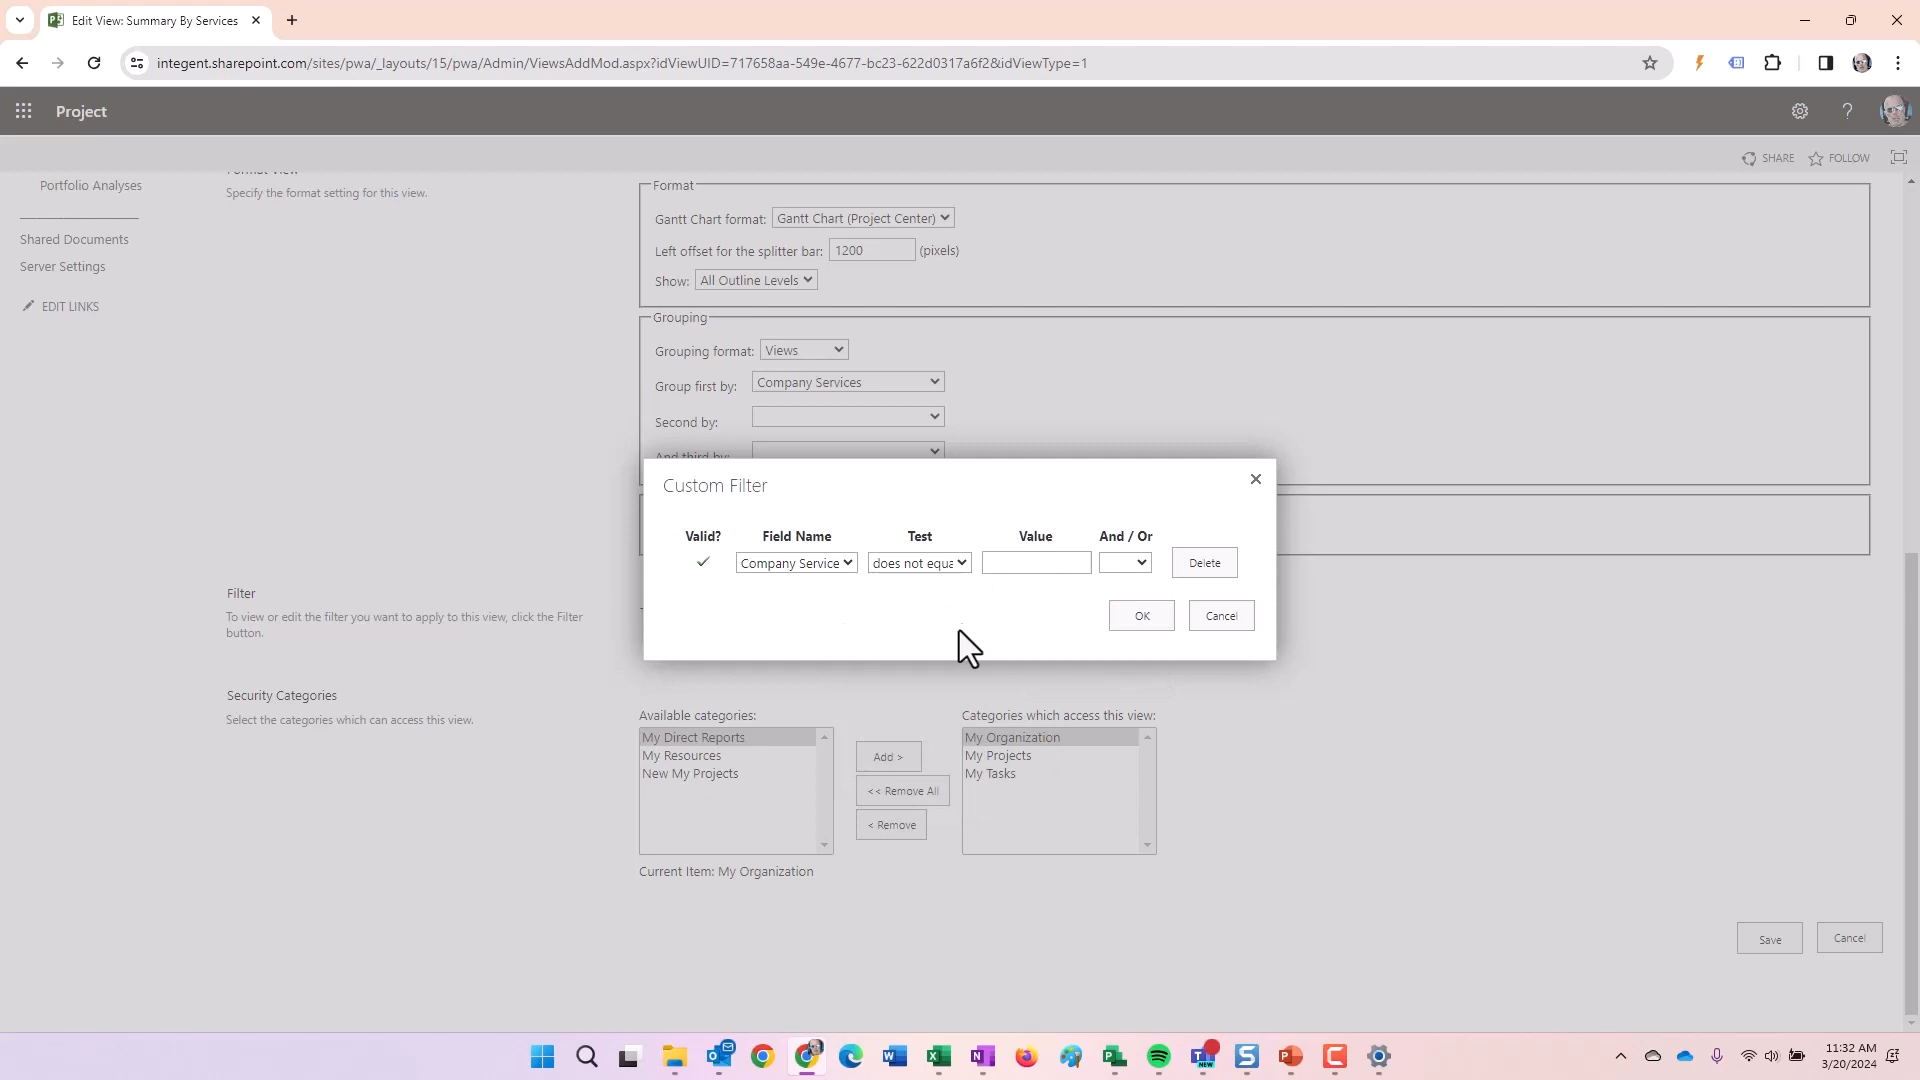 Edit View: Summary By Services
integent.sharepoint.com/sites/pwa/_layouts/15/pwa/Admin/ViewsAddMod.aspx?idViewUID=717658aa-549e-4677-bc23-622d0317a6f2&idViewType=1
Project
SHARE
FOLLOW
Portfolio Analyses
Shared Documents
Server Settings
EDIT LINKS
Specify the format setting for this view.
Format
Gantt Chart format: Gantt Chart (Project Center)
Left offset for the splitter bar: 1200 (pixels)
Show: All Outline Levels
Grouping
Grouping format: Views
Group first by: Company Services
Second by:
And third by:
Custom Filter
Valid? Field Name Test Value And / Or
Company Service does not equa Delete
OK Cancel
Filter
To view or edit the filter you want to apply to this view, click the Filter
button.
Security Categories
Select the categories which can access this view.
Available categories:
My Direct Reports
My Resources
New My Projects
Add >
<< Remove All
< Remove
Categories which access this view:
My Organization
My Projects
My Tasks
Current Item: My Organization
Save Cancel
NEW
11:32 AM
3/20/2024